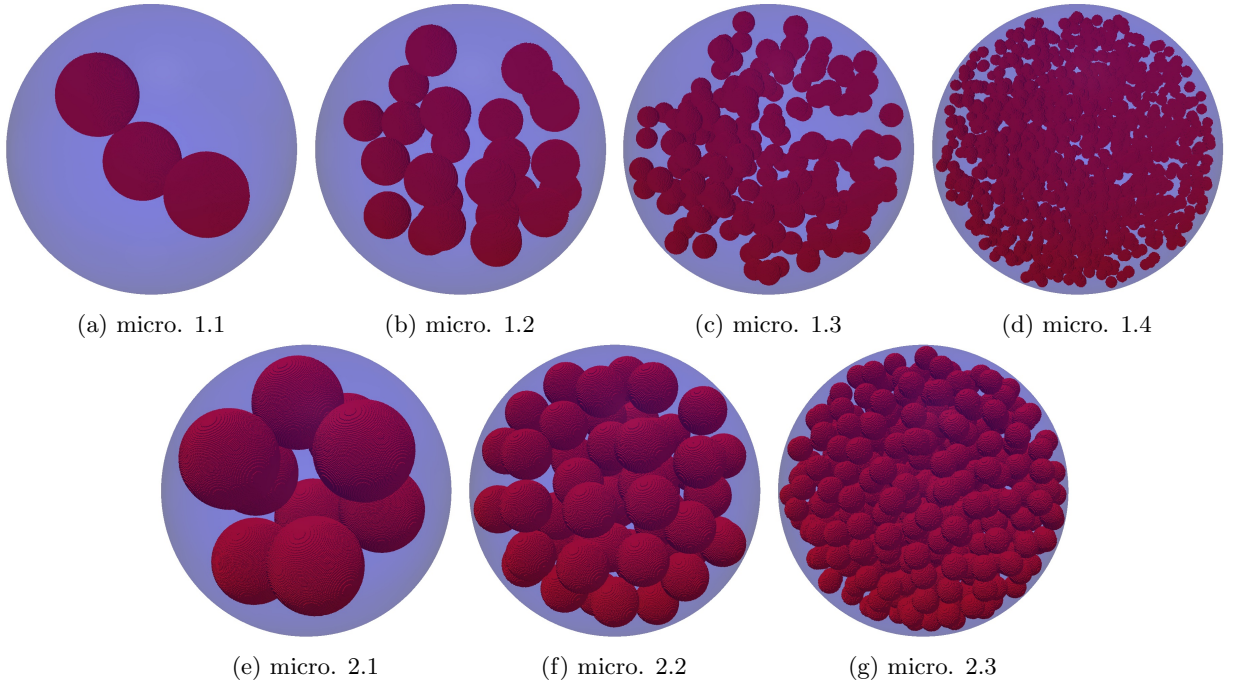 (a) micro. 1.1
(b) micro. 1.2
(c) micro. 1.3
(d) micro. 1.4
(e) micro. 2.1
(f) micro. 2.2
(g) micro. 2.3